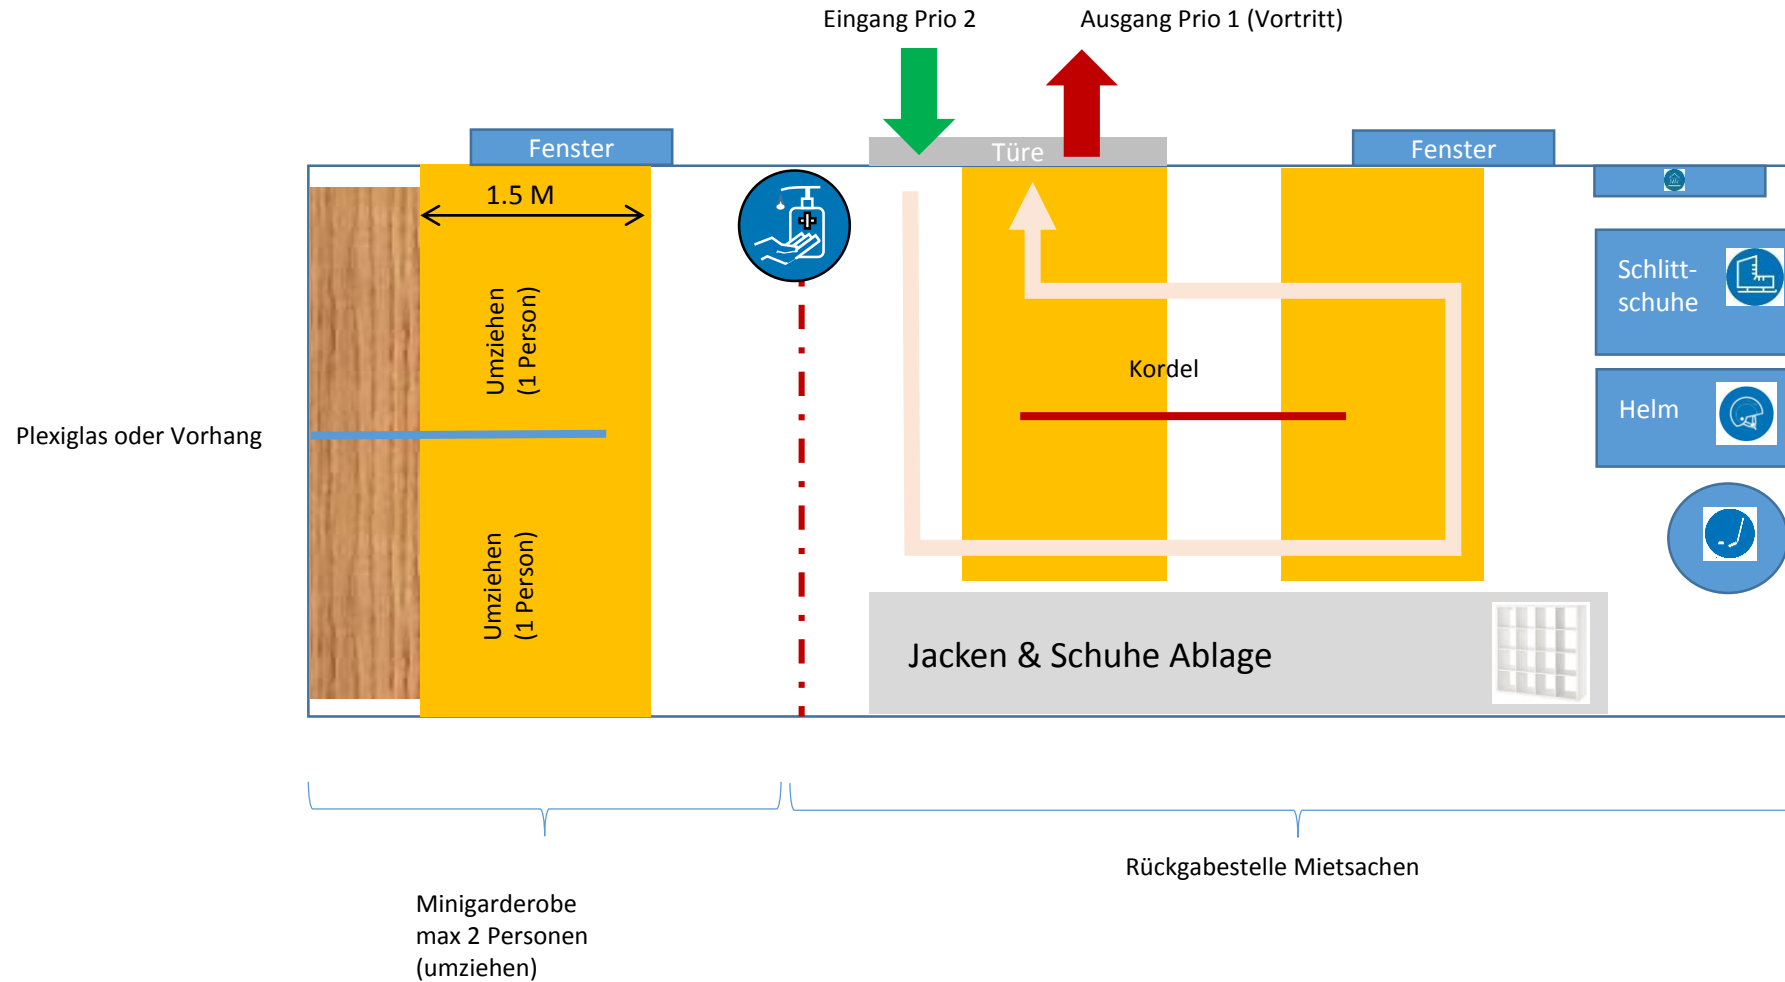 Eingang Prio 2
Ausgang Prio 1 (Vortritt)
Fenster
Türe
Fenster
1.5 M
Umziehen
(1 Person)
Schlitt-
schuhe
Kordel
Helm
Plexiglas oder Vorhang
Umziehen
(1 Person)
Jacken & Schuhe Ablage
Rückgabestelle Mietsachen
Minigarderobe
max 2 Personen
(umziehen)